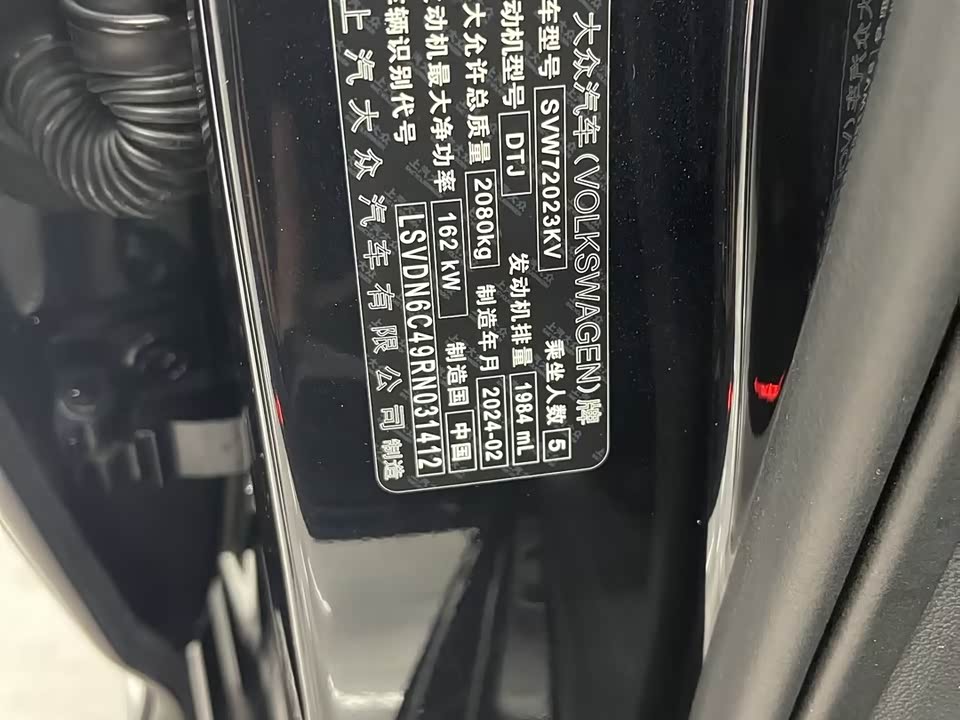 大众汽车(VOLKSWAGEN)牌
车型号 SVW72023KV 乘坐人数 5
动机型号 DTJ 发动机排量 1984 mL
大允许总质量 2080kg 制造年月 2024-02
动机最大净功率 162 kW 制造国 中国
辆识别代号 LSVDN6C49RN031412
上汽大众汽车有限公司 制造